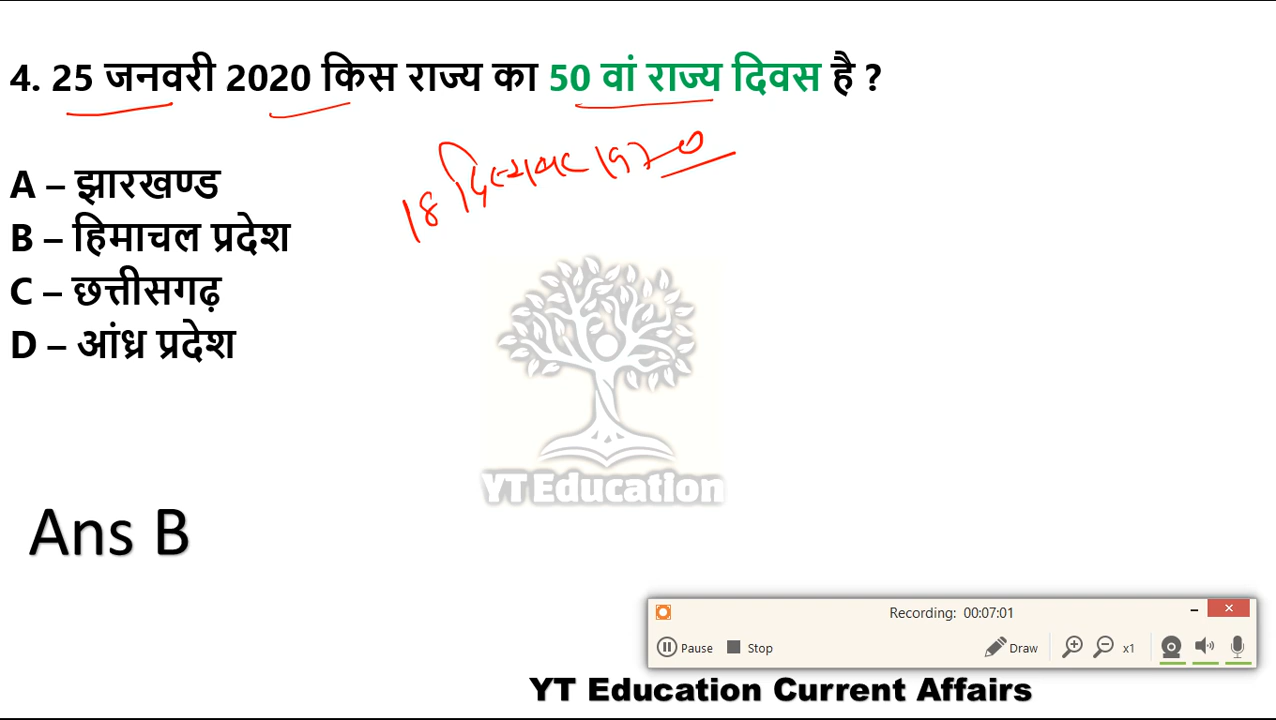 4. 25 जनवरी 2020 किस राज्य का 50 वां राज्य दिवस है ?
18 दिसम्बर 1970
A – झारखण्ड
B – हिमाचल प्रदेश
C – छत्तीसगढ़
D – आंध्र प्रदेश
YT Education
Ans B
Recording: 00:07:01
Pause Stop Draw x1
YT Education Current Affairs